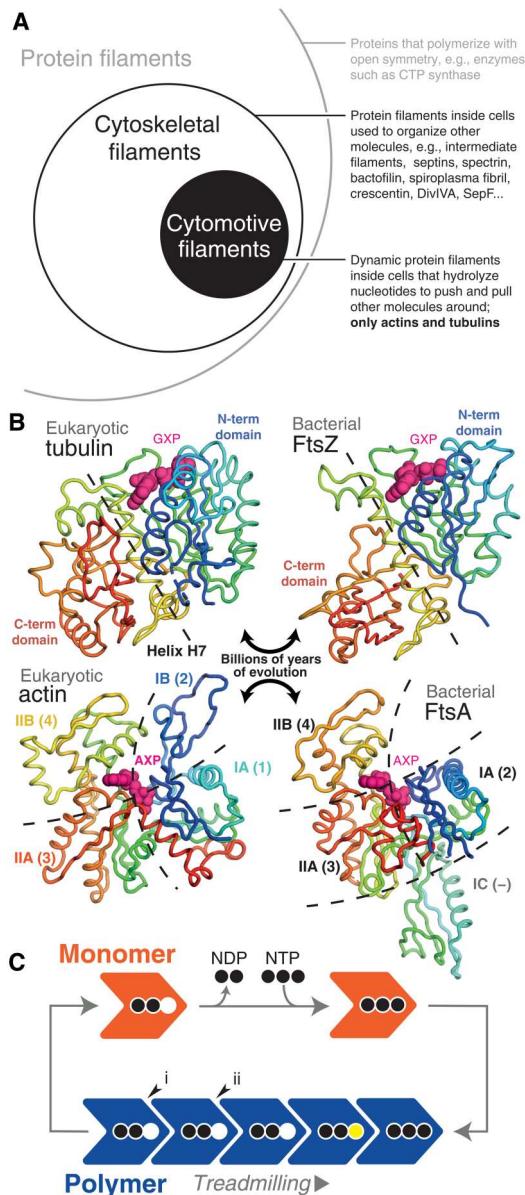 A
Protein filaments
Proteins that polymerize with
open symmetry, e.g., enzymes
such as CTP synthase
Cytoskeletal
filaments
Protein filaments inside cells
used to organize other
molecules, e.g., intermediate
filaments, septins, spectrin,
bactofilin, spiroplasma fibril,
crescentin, DivIVA, SepF...
Cytomotive
filaments
Dynamic protein filaments
inside cells that hydrolyze
nucleotides to push and pull
other molecules around;
only actins and tubulins
B
Eukaryotic
tubulin
GXP
N-term
domain
C-term
domain
Helix H7
Bacterial
FtsZ
GXP
N-term
domain
C-term
domain
Billions of years
of evolution
Eukaryotic
actin
IB (2)
IIB (4)
AXP
IA (1)
IIA (3)
Bacterial
FtsA
IIB (4)
AXP
IA (2)
IIA (3)
IC (–)
C
Monomer
NDP
NTP
i
ii
Polymer
Treadmilling